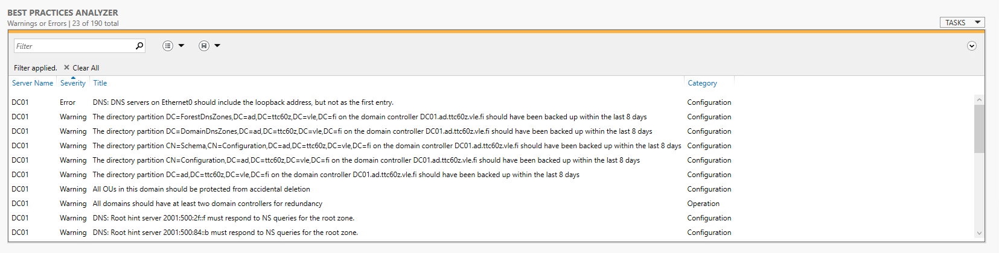 BEST PRACTICES ANALYZER
Warnings or Errors | 23 of 190 total
TASKS
Filter
Filter applied. Clear All
Server Name Severity Title Category
DC01 Error DNS: DNS servers on Ethernet0 should include the loopback address, but not as the first entry. Configuration
DC01 Warning The directory partition DC=ForestDnsZones,DC=ad,DC=ttc60z,DC=vle,DC=fi on the domain controller DC01.ad.ttc60z.vle.fi should have been backed up within the last 8 days Configuration
DC01 Warning The directory partition DC=DomainDnsZones,DC=ad,DC=ttc60z,DC=vle,DC=fi on the domain controller DC01.ad.ttc60z.vle.fi should have been backed up within the last 8 days Configuration
DC01 Warning The directory partition CN=Schema,CN=Configuration,DC=ad,DC=ttc60z,DC=vle,DC=fi on the domain controller DC01.ad.ttc60z.vle.fi should have been backed up within the last 8 days Configuration
DC01 Warning The directory partition CN=Configuration,DC=ad,DC=ttc60z,DC=vle,DC=fi on the domain controller DC01.ad.ttc60z.vle.fi should have been backed up within the last 8 days Configuration
DC01 Warning The directory partition DC=ad,DC=ttc60z,DC=vle,DC=fi on the domain controller DC01.ad.ttc60z.vle.fi should have been backed up within the last 8 days Configuration
DC01 Warning All OUs in this domain should be protected from accidental deletion Configuration
DC01 Warning All domains should have at least two domain controllers for redundancy Operation
DC01 Warning DNS: Root hint server 2001:500:2f::f must respond to NS queries for the root zone. Configuration
DC01 Warning DNS: Root hint server 2001:500:84::b must respond to NS queries for the root zone. Configuration